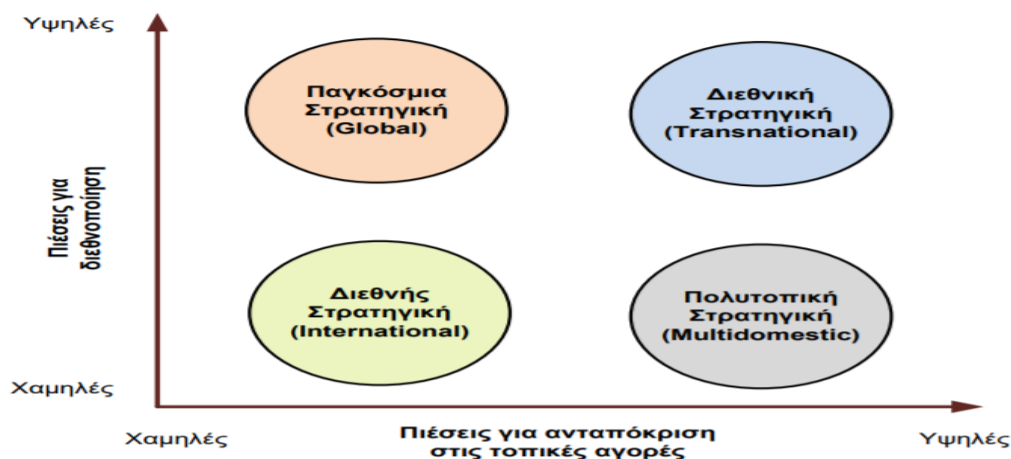 Υψηλές
Παγκόσμια
Στρατηγική
(Global)
Διεθνική
Στρατηγική
(Transnational)
Πιέσεις για
διεθνοποίηση
Διεθνής
Στρατηγική
(International)
Πολυτοπική
Στρατηγική
(Multidomestic)
Χαμηλές
Χαμηλές
Πιέσεις για ανταπόκριση
στις τοπικές αγορές
Υψηλές